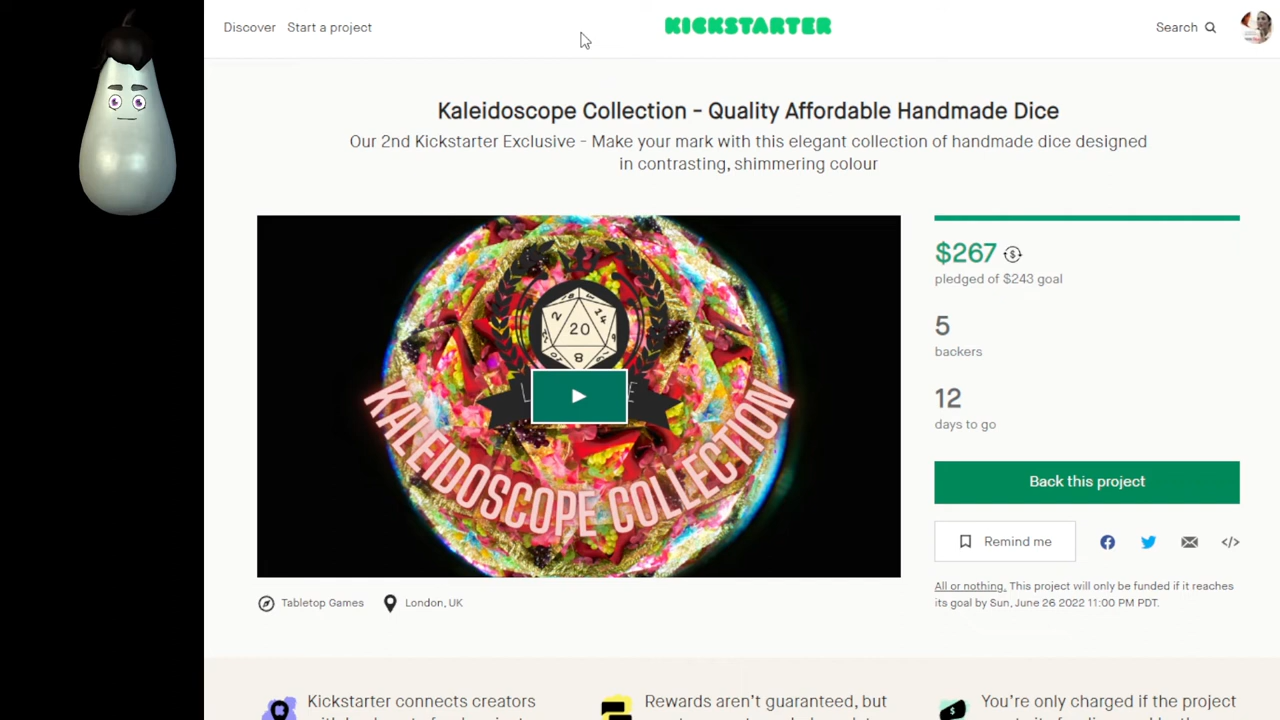 Discover Start a project
KICKSTARTER
Search
Kaleidoscope Collection - Quality Affordable Handmade Dice
Our 2nd Kickstarter Exclusive - Make your mark with this elegant collection of handmade dice designed
in contrasting, shimmering colour
20
2
14
8
KALEIDOSCOPE COLLECTION
$267
pledged of $243 goal
5
backers
12
days to go
Back this project
Remind me
All or nothing. This project will only be funded if it reaches
its goal by Sun, June 26 2022 11:00 PM PDT.
Tabletop Games London, UK
Kickstarter connects creators
Rewards aren't guaranteed, but
You're only charged if the project